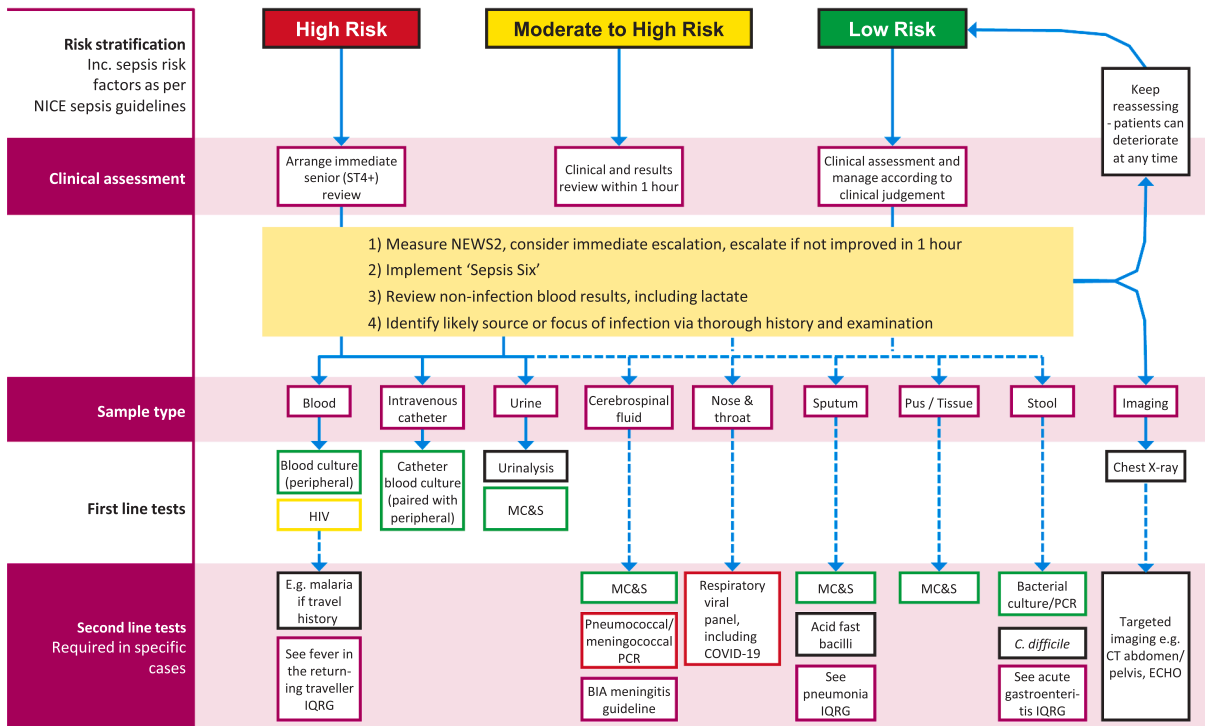 Risk stratification
Inc. sepsis risk
factors as per
NICE sepsis guidelines
High Risk
Moderate to High Risk
Low Risk
Keep
reassessing
- patients can
deteriorate
at any time
Clinical assessment
Arrange immediate
senior (ST4+)
review
Clinical and results
review within 1 hour
Clinical assessment and
manage according to
clinical judgement
1) Measure NEWS2, consider immediate escalation, escalate if not improved in 1 hour
2) Implement ‘Sepsis Six’
3) Review non-infection blood results, including lactate
4) Identify likely source or focus of infection via thorough history and examination
Sample type
Blood
Intravenous
catheter
Urine
Cerebrospinal
fluid
Nose &
throat
Sputum
Pus / Tissue
Stool
Imaging
First line tests
Blood culture
(peripheral)
HIV
Catheter
blood culture
(paired with
peripheral)
Urinalysis
MC&S
Chest X-ray
Second line tests
Required in specific
cases
E.g. malaria
if travel
history
See fever in
the return-
ing traveller
IQRG
MC&S
Pneumococcal/
meningococcal
PCR
BIA meningitis
guideline
Respiratory
viral
panel,
including
COVID-19
MC&S
Acid fast
bacilli
See
pneumonia
IQRG
MC&S
Bacterial
culture/PCR
C. difficile
See acute
gastroenteri-
tis IQRG
Targeted
imaging e.g.
CT abdomen/
pelvis, ECHO